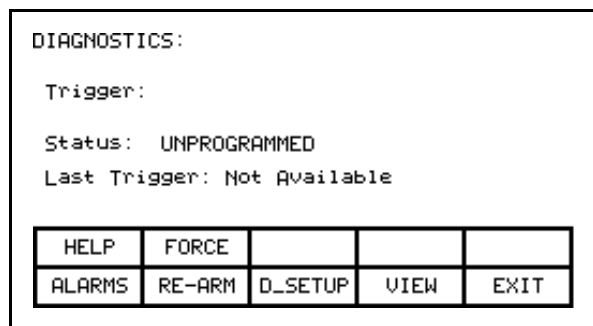 DIAGNOSTICS:
Trigger:
Status: UNPROGRAMMED
Last Trigger: Not Available
HELP FORCE
ALARMS RE-ARM D_SETUP VIEW EXIT